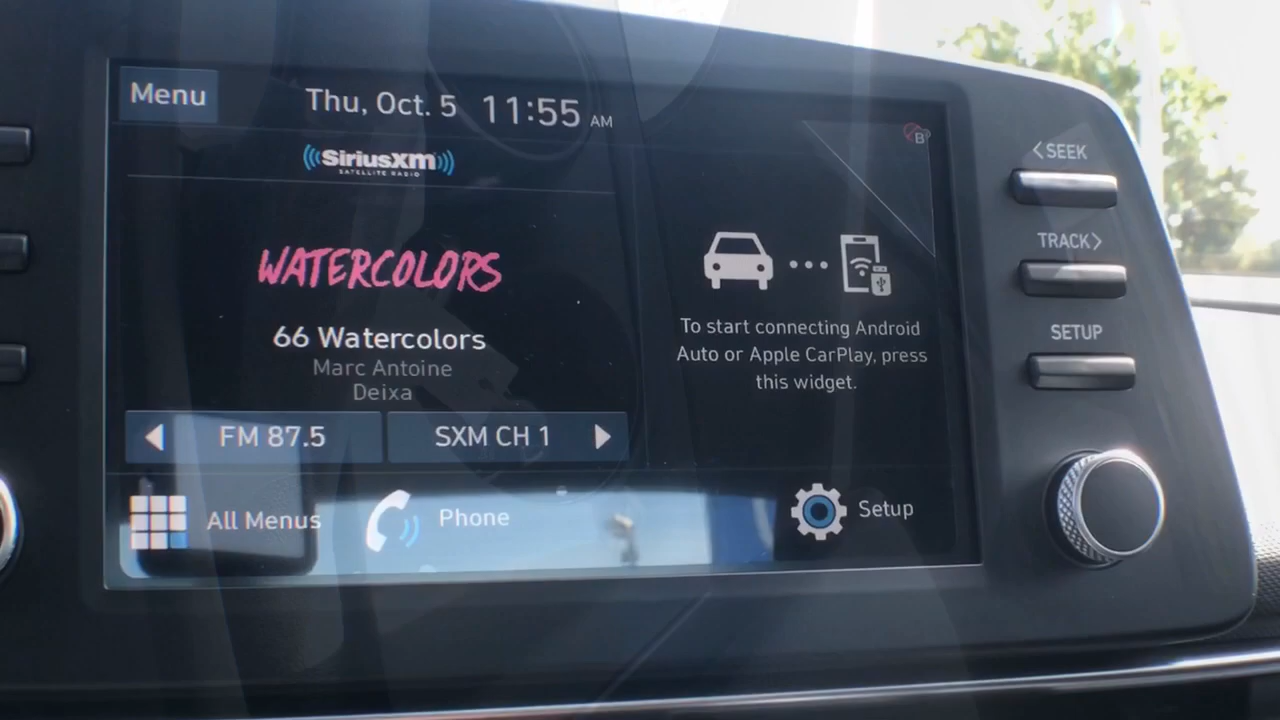 Menu
Thu, Oct. 5 11:55 AM
SiriusXM
SATELLITE RADIO
WATERCOLORS
66 Watercolors
Marc Antoine
Deixa
FM 87.5
SXM CH 1
B
To start connecting Android
Auto or Apple CarPlay, press
this widget.
All Menus
Phone
Setup
<SEEK
TRACK>
SETUP